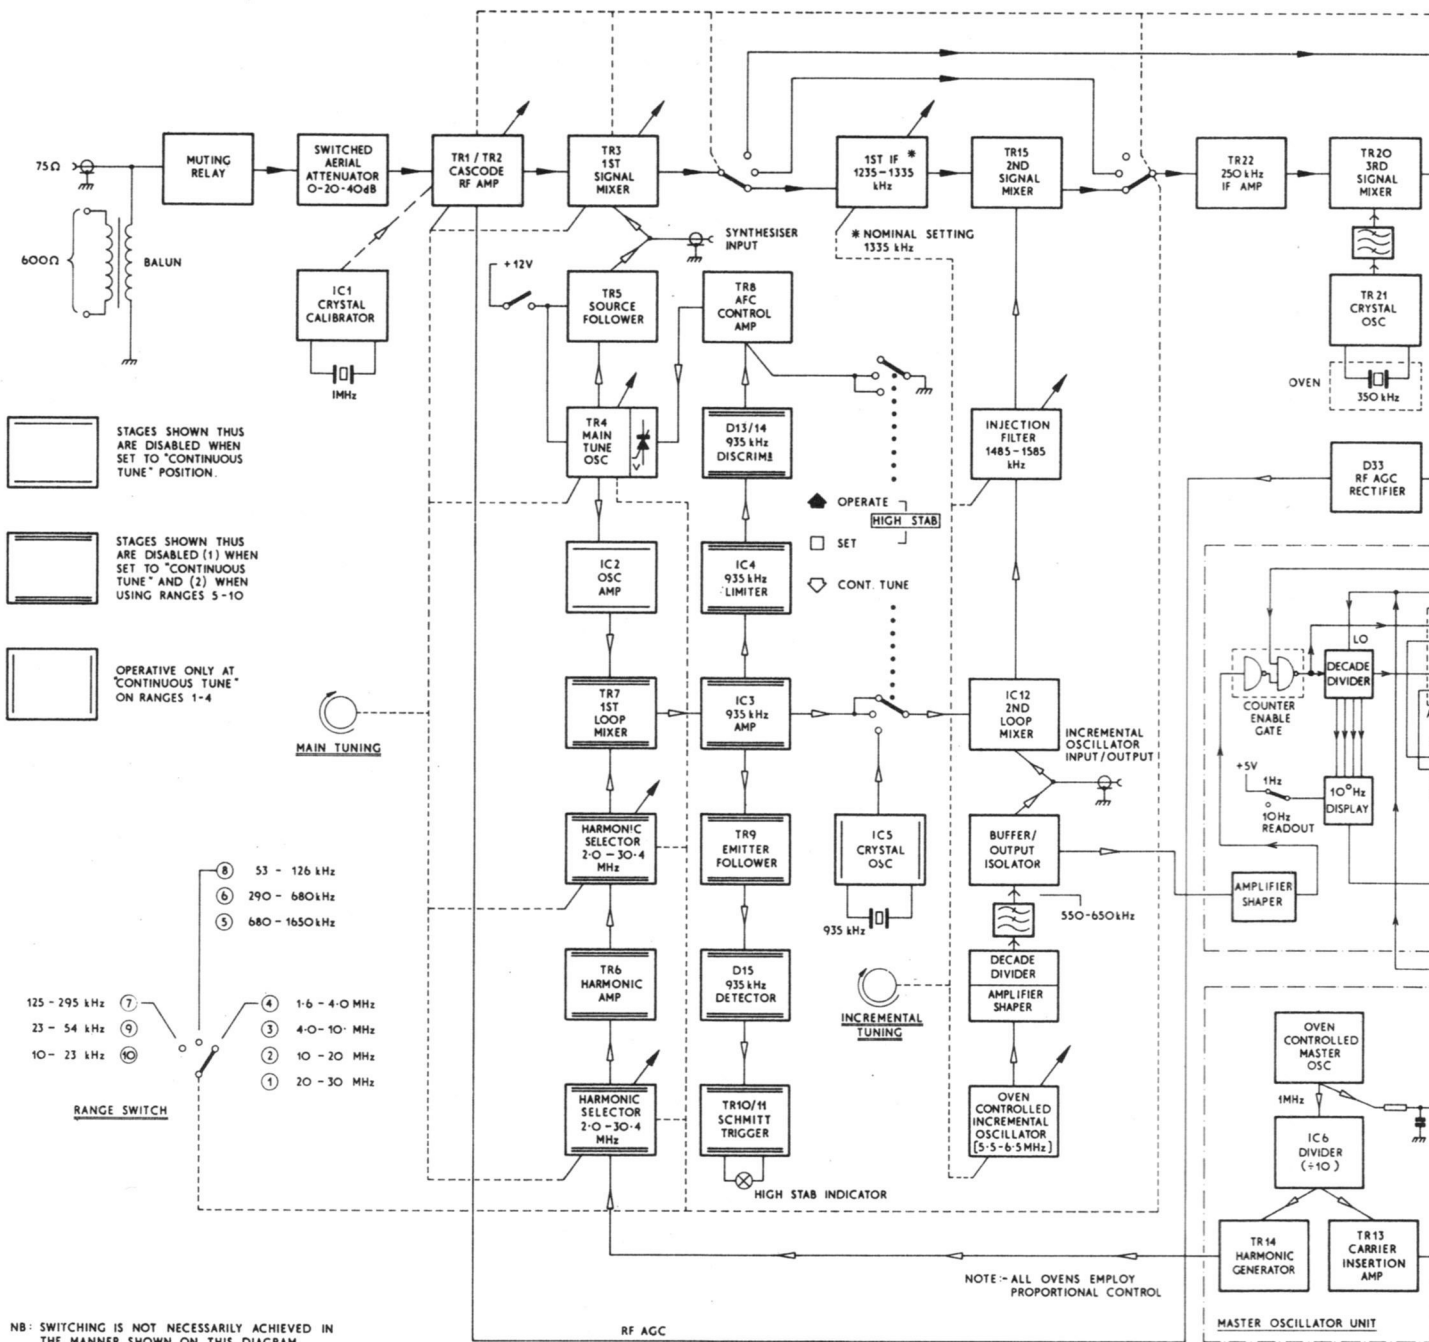 75Ω
600Ω
BALUN
MUTING
RELAY
SWITCHED
AERIAL
ATTENUATOR
0-20-40dB
TR1 / TR2
CASCODE
RF AMP
TR3
1ST
SIGNAL
MIXER
1ST IF *
1235-1335
kHz
* NOMINAL SETTING
1335 kHz
TR15
2ND
SIGNAL
MIXER
TR22
250 kHz
IF AMP
TR20
3RD
SIGNAL
MIXER
IC1
CRYSTAL
CALIBRATOR
1MHz
+12V
TR5
SOURCE
FOLLOWER
SYNTHESISER
INPUT
TR8
AFC
CONTROL
AMP
TR21
CRYSTAL
OSC
OVEN
350 kHz
STAGES SHOWN THUS
ARE DISABLED WHEN
SET TO "CONTINUOUS
TUNE" POSITION.
TR4
MAIN
TUNE
OSC
V
D13/14
935 kHz
DISCRIMR
INJECTION
FILTER
1485-1585
kHz
D33
RF AGC
RECTIFIER
OPERATE
HIGH STAB
SET
CONT. TUNE
STAGES SHOWN THUS
ARE DISABLED (1) WHEN
SET TO "CONTINUOUS
TUNE" AND (2) WHEN
USING RANGES 5-10
IC2
OSC
AMP
IC4
935 kHz
LIMITER
OPERATIVE ONLY AT
"CONTINUOUS TUNE"
ON RANGES 1-4
MAIN TUNING
TR7
1ST
LOOP
MIXER
IC3
935 kHz
AMP
IC12
2ND
LOOP
MIXER
INCREMENTAL
OSCILLATOR
INPUT/OUTPUT
COUNTER
ENABLE
GATE
LO
DECADE
DIVIDER
+5V
1Hz
10Hz
READOUT
10°Hz
DISPLAY
HARMONIC
SELECTOR
2·0-30·4
MHz
TR9
EMITTER
FOLLOWER
IC5
CRYSTAL
OSC
935 kHz
BUFFER/
OUTPUT
ISOLATOR
550-650kHz
AMPLIFIER
SHAPER
8 53 - 126 kHz
6 290 - 680kHz
5 680-1650kHz
125-295 kHz 7
23 - 54 kHz 9
10- 23 kHz 10
4 1·6-4·0 MHz
3 4·0-10· MHz
2 10-20 MHz
1 20-30 MHz
RANGE SWITCH
TR6
HARMONIC
AMP
D15
935 kHz
DETECTOR
INCREMENTAL
TUNING
DECADE
DIVIDER
AMPLIFIER
SHAPER
HARMONIC
SELECTOR
2·0-30·4
MHz
TR10/11
SCHMITT
TRIGGER
HIGH STAB INDICATOR
OVEN
CONTROLLED
INCREMENTAL
OSCILLATOR
[5·5-6·5MHz]
OVEN
CONTROLLED
MASTER
OSC
1MHz
IC6
DIVIDER
(÷10)
TR14
HARMONIC
GENERATOR
TR13
CARRIER
INSERTION
AMP
NOTE:- ALL OVENS EMPLOY
PROPORTIONAL CONTROL
MASTER OSCILLATOR UNIT
RF AGC
NB: SWITCHING IS NOT NECESSARILY ACHIEVED IN
THE MANNER SHOWN ON THIS DIAGRAM